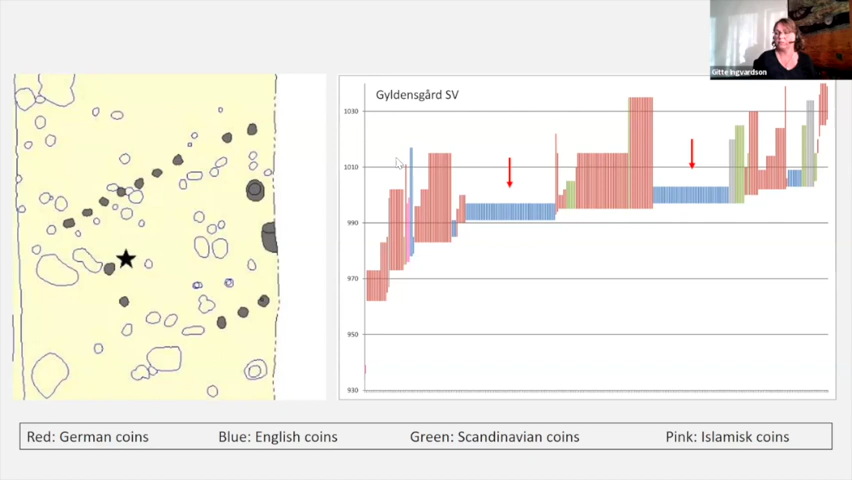 Gitte Ingvardson
Gyldensgård SV
1030
1010
990
970
950
930
Red: German coins
Blue: English coins
Green: Scandinavian coins
Pink: Islamisk coins